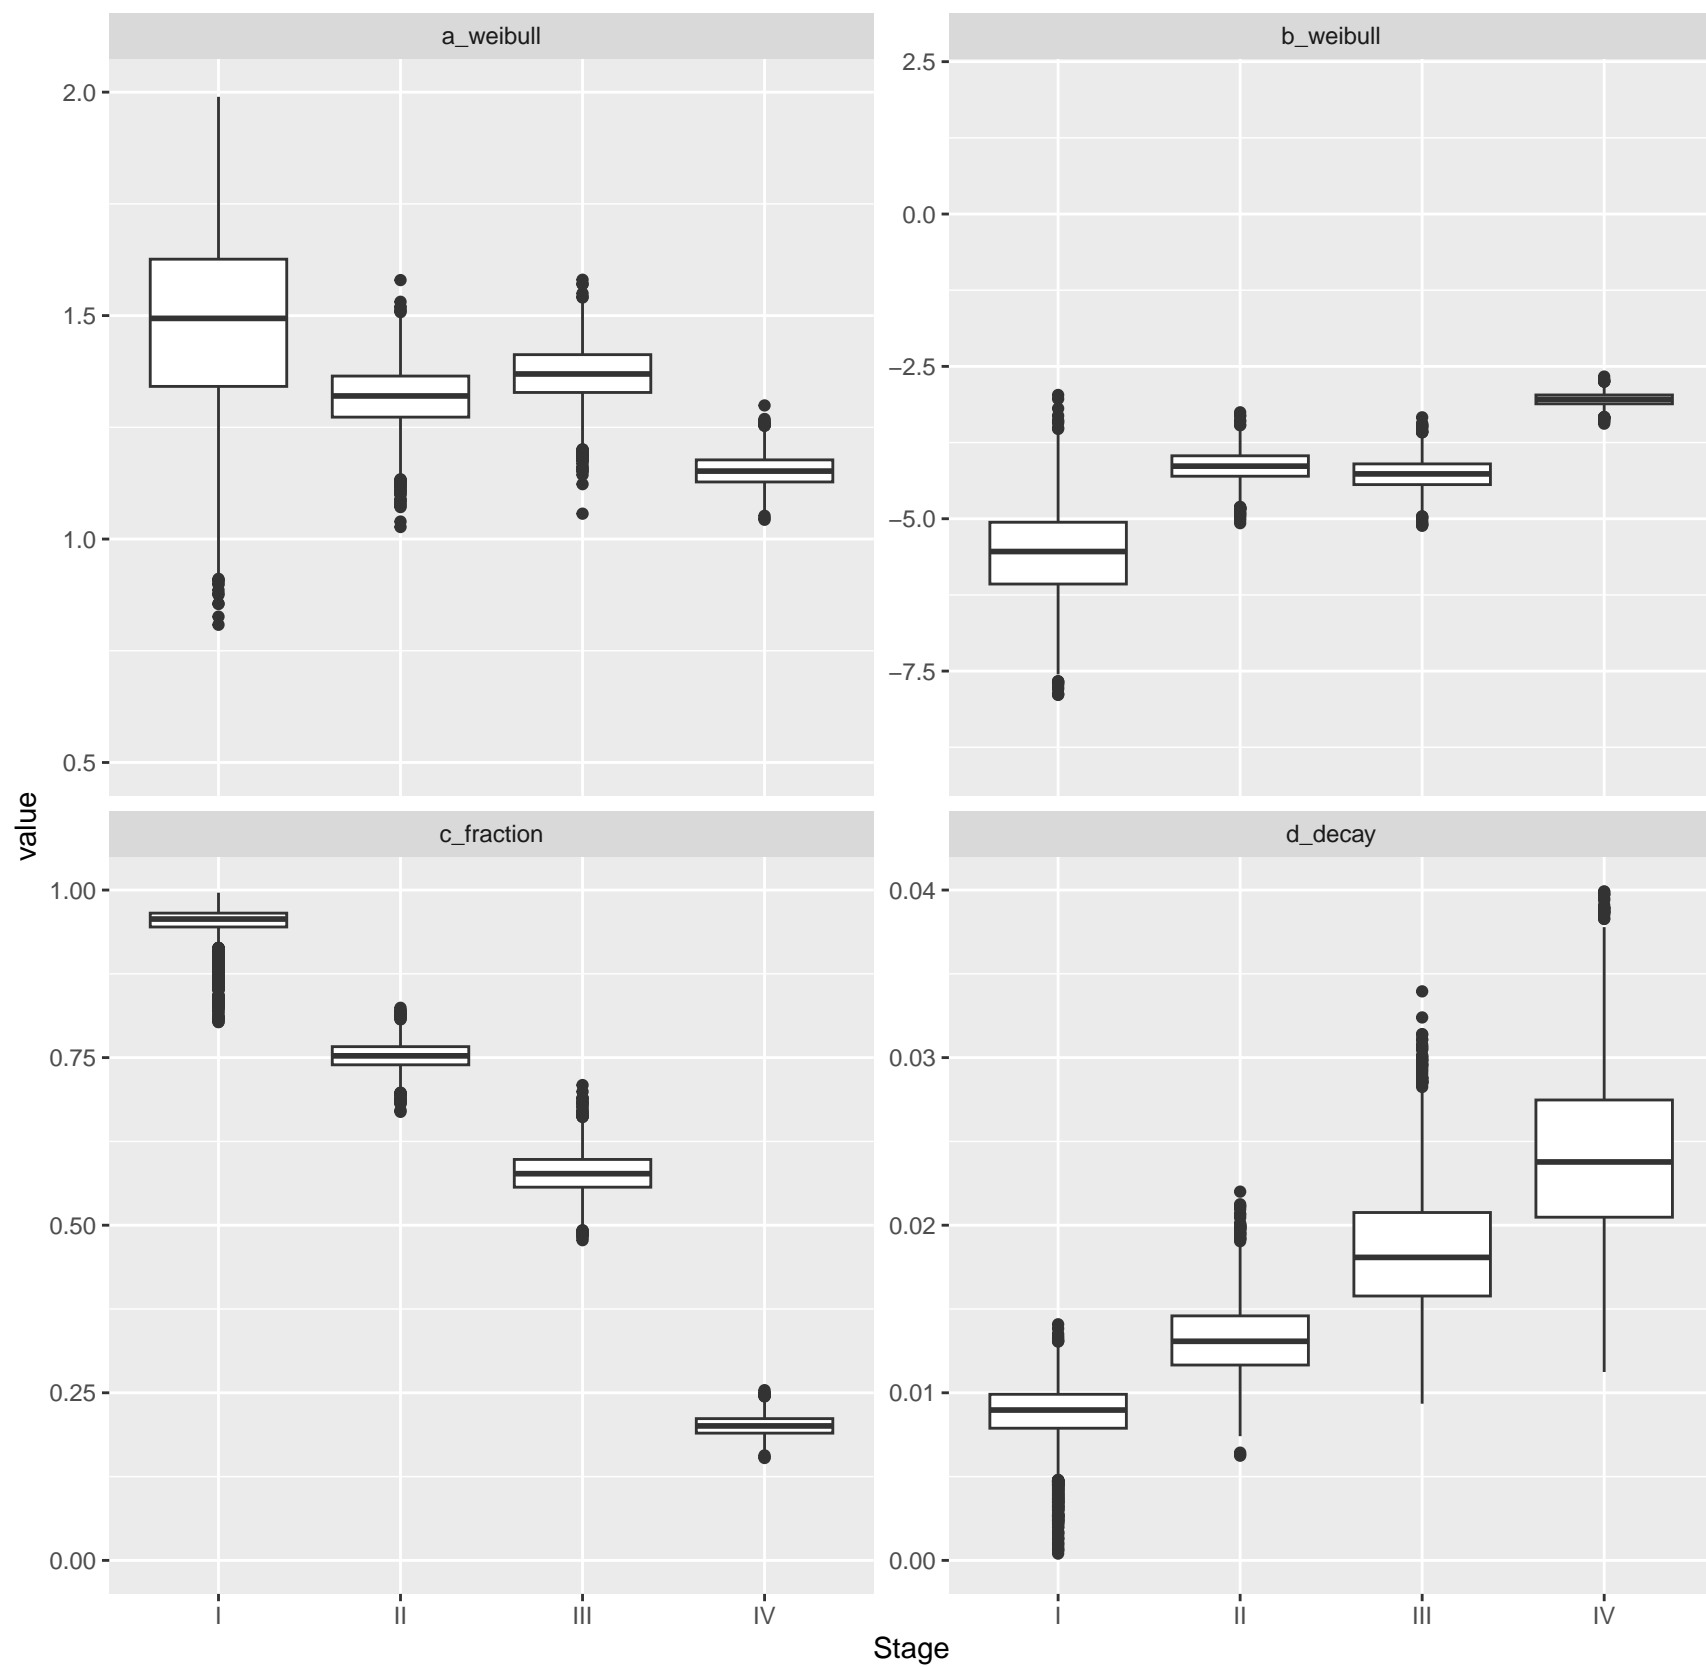 a_weibull
b_weibull
2.0
1.5
1.0
0.5
2.5
0.0
−2.5
−5.0
−7.5
value
c_fraction
d_decay
1.00
0.75
0.50
0.25
0.00
0.04
0.03
0.02
0.01
0.00
I
II
III
IV
I
II
III
IV
Stage